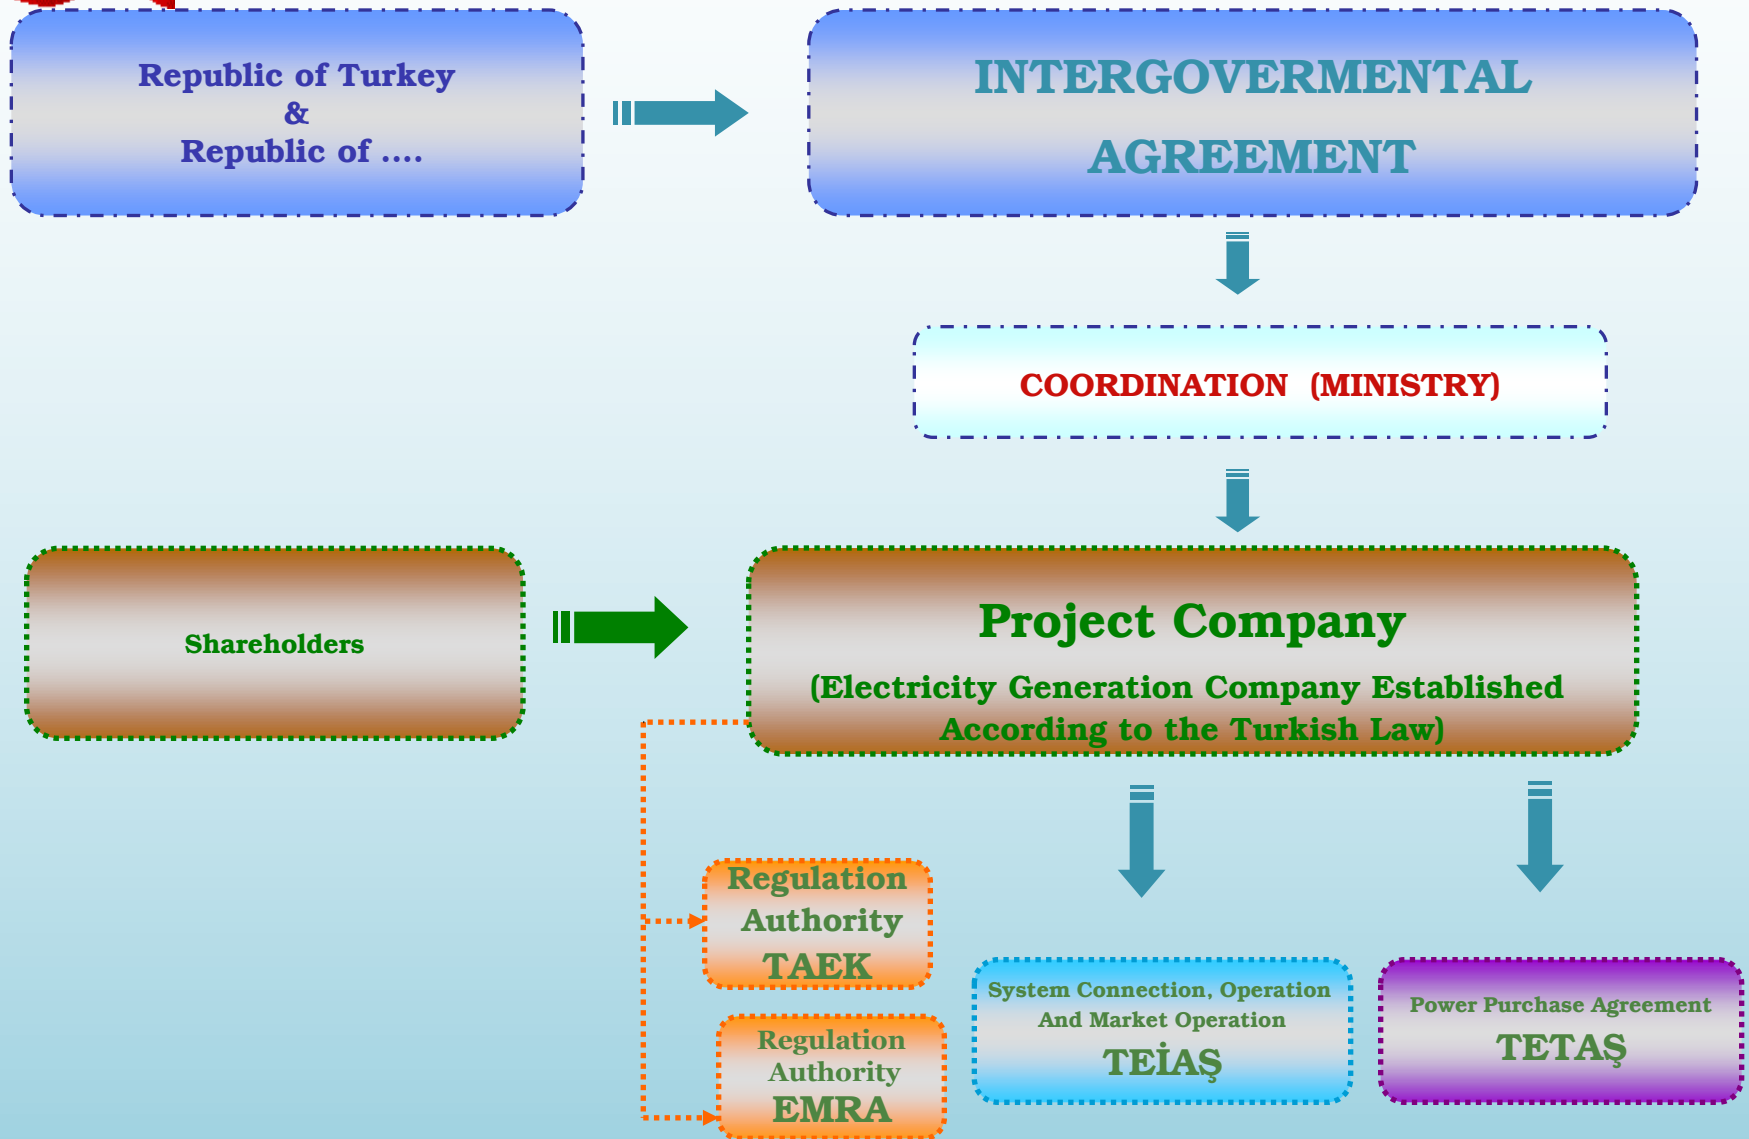 Republic of Turkey
&
Republic of ....
INTERGOVERMENTAL
AGREEMENT
COORDINATION (MINISTRY)
Shareholders
Project Company
(Electricity Generation Company Established
According to the Turkish Law)
Regulation
Authority
TAEK
Regulation
Authority
EMRA
System Connection, Operation
And Market Operation
TEİAŞ
Power Purchase Agreement
TETAŞ